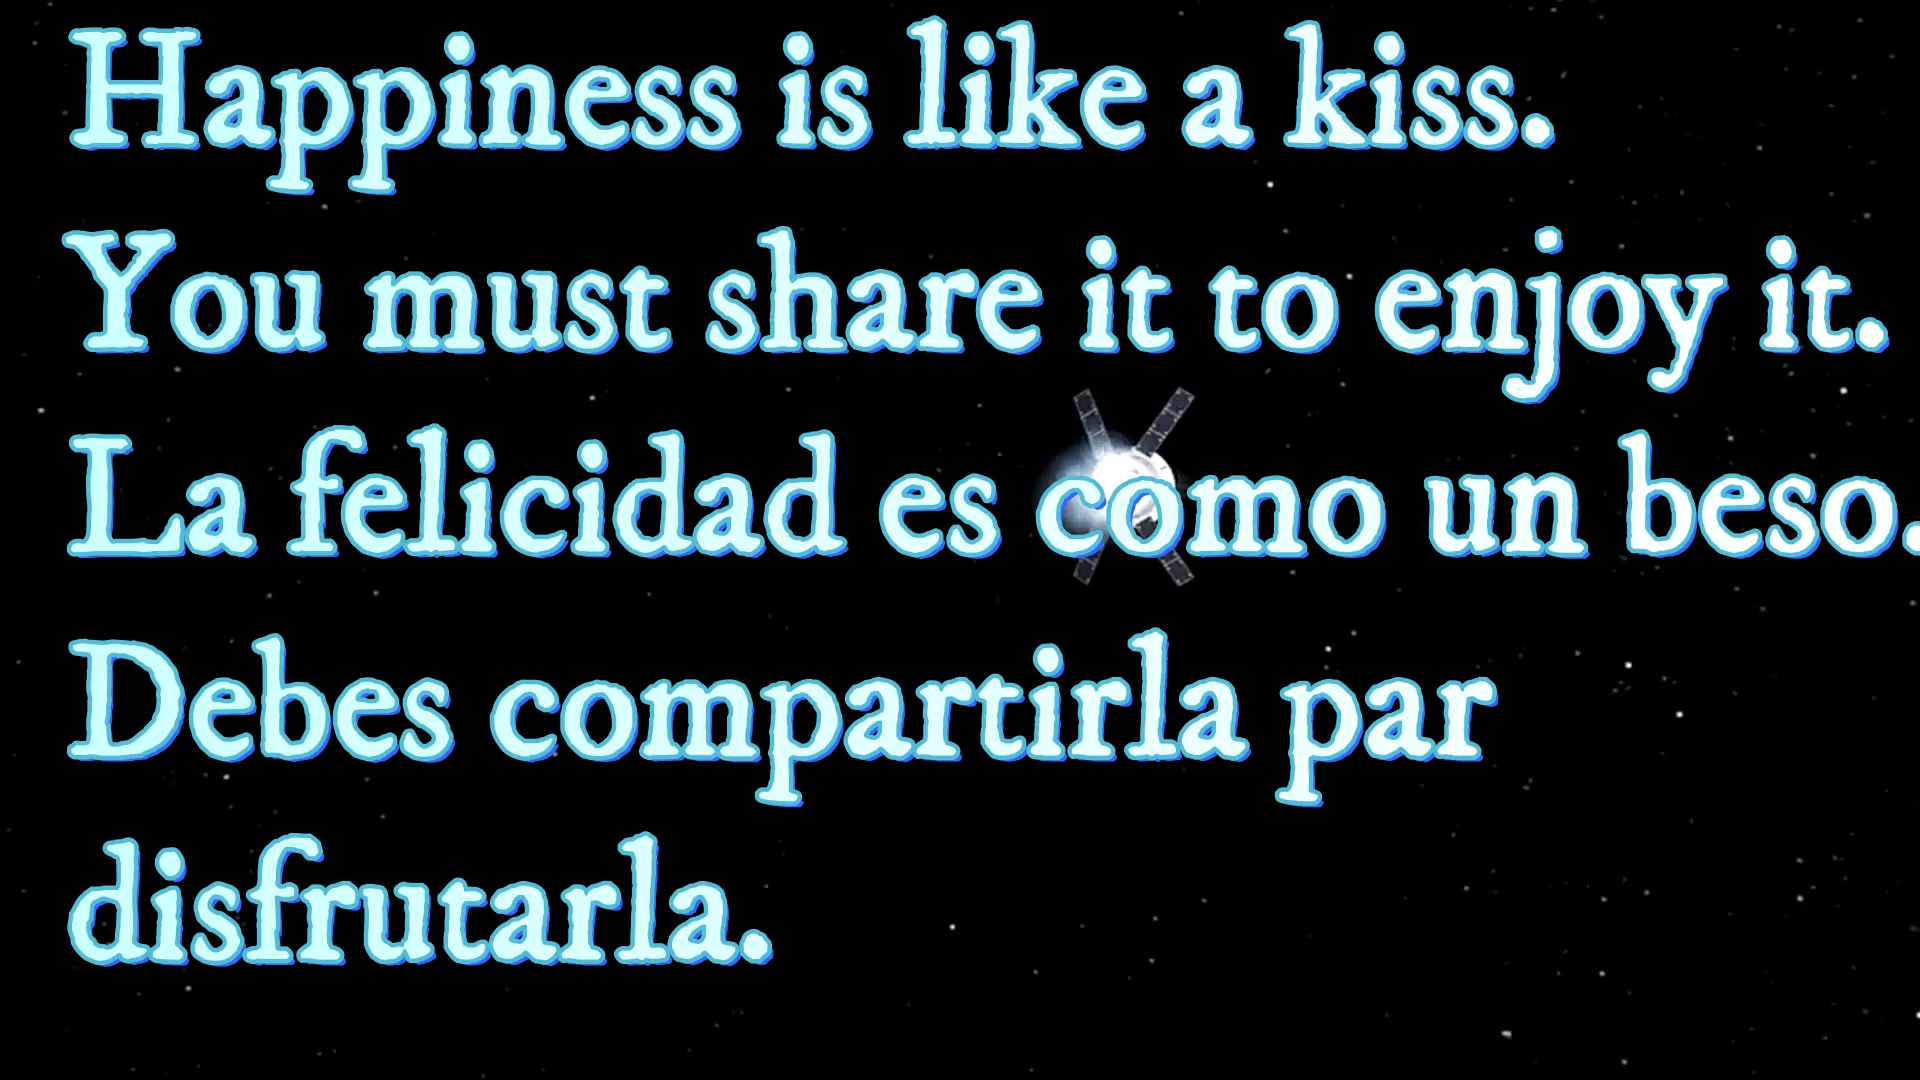 Happiness is like a kiss.
You must share it to enjoy it.
La felicidad es como un beso.
Debes compartirla par
disfrutarla.